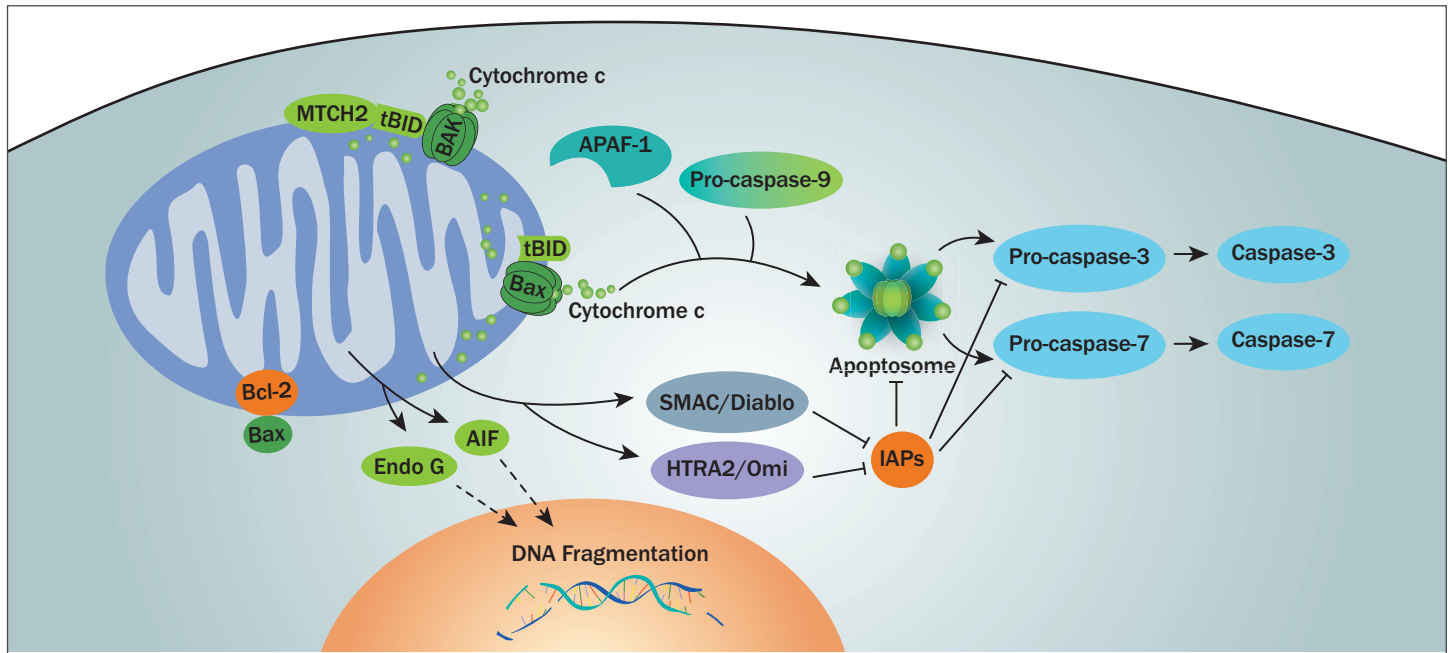 Cytochrome c
MTCH2
tBID
BAK
APAF-1
Pro-caspase-9
tBID
Bax
Cytochrome c
Pro-caspase-3
Caspase-3
Pro-caspase-7
Caspase-7
Apoptosome
Bcl-2
Bax
SMAC/Diablo
AIF
Endo G
HTRA2/Omi
IAPs
DNA Fragmentation